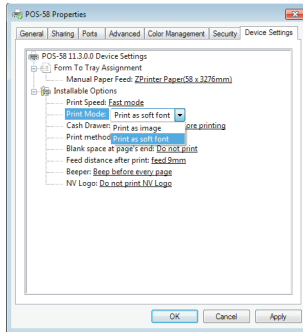 POS-58 Properties
General Sharing Ports Advanced Color Management Security Device Settings
POS-58 11.3.0.0 Device Settings
Form To Tray Assignment
Manual Paper Feed: ZPrinter Paper(58 x 3276mm)
Installable Options
Print Speed: Fast mode
Print Mode: Print as soft font
Cash Drawer: ore printing
Print as image
Print method
Print as soft font
Blank space at page's end: Do not print
Feed distance after print: feed 9mm
Beeper: Beep before every page
NV Logo: Do not print NV Logo
OK Cancel Apply